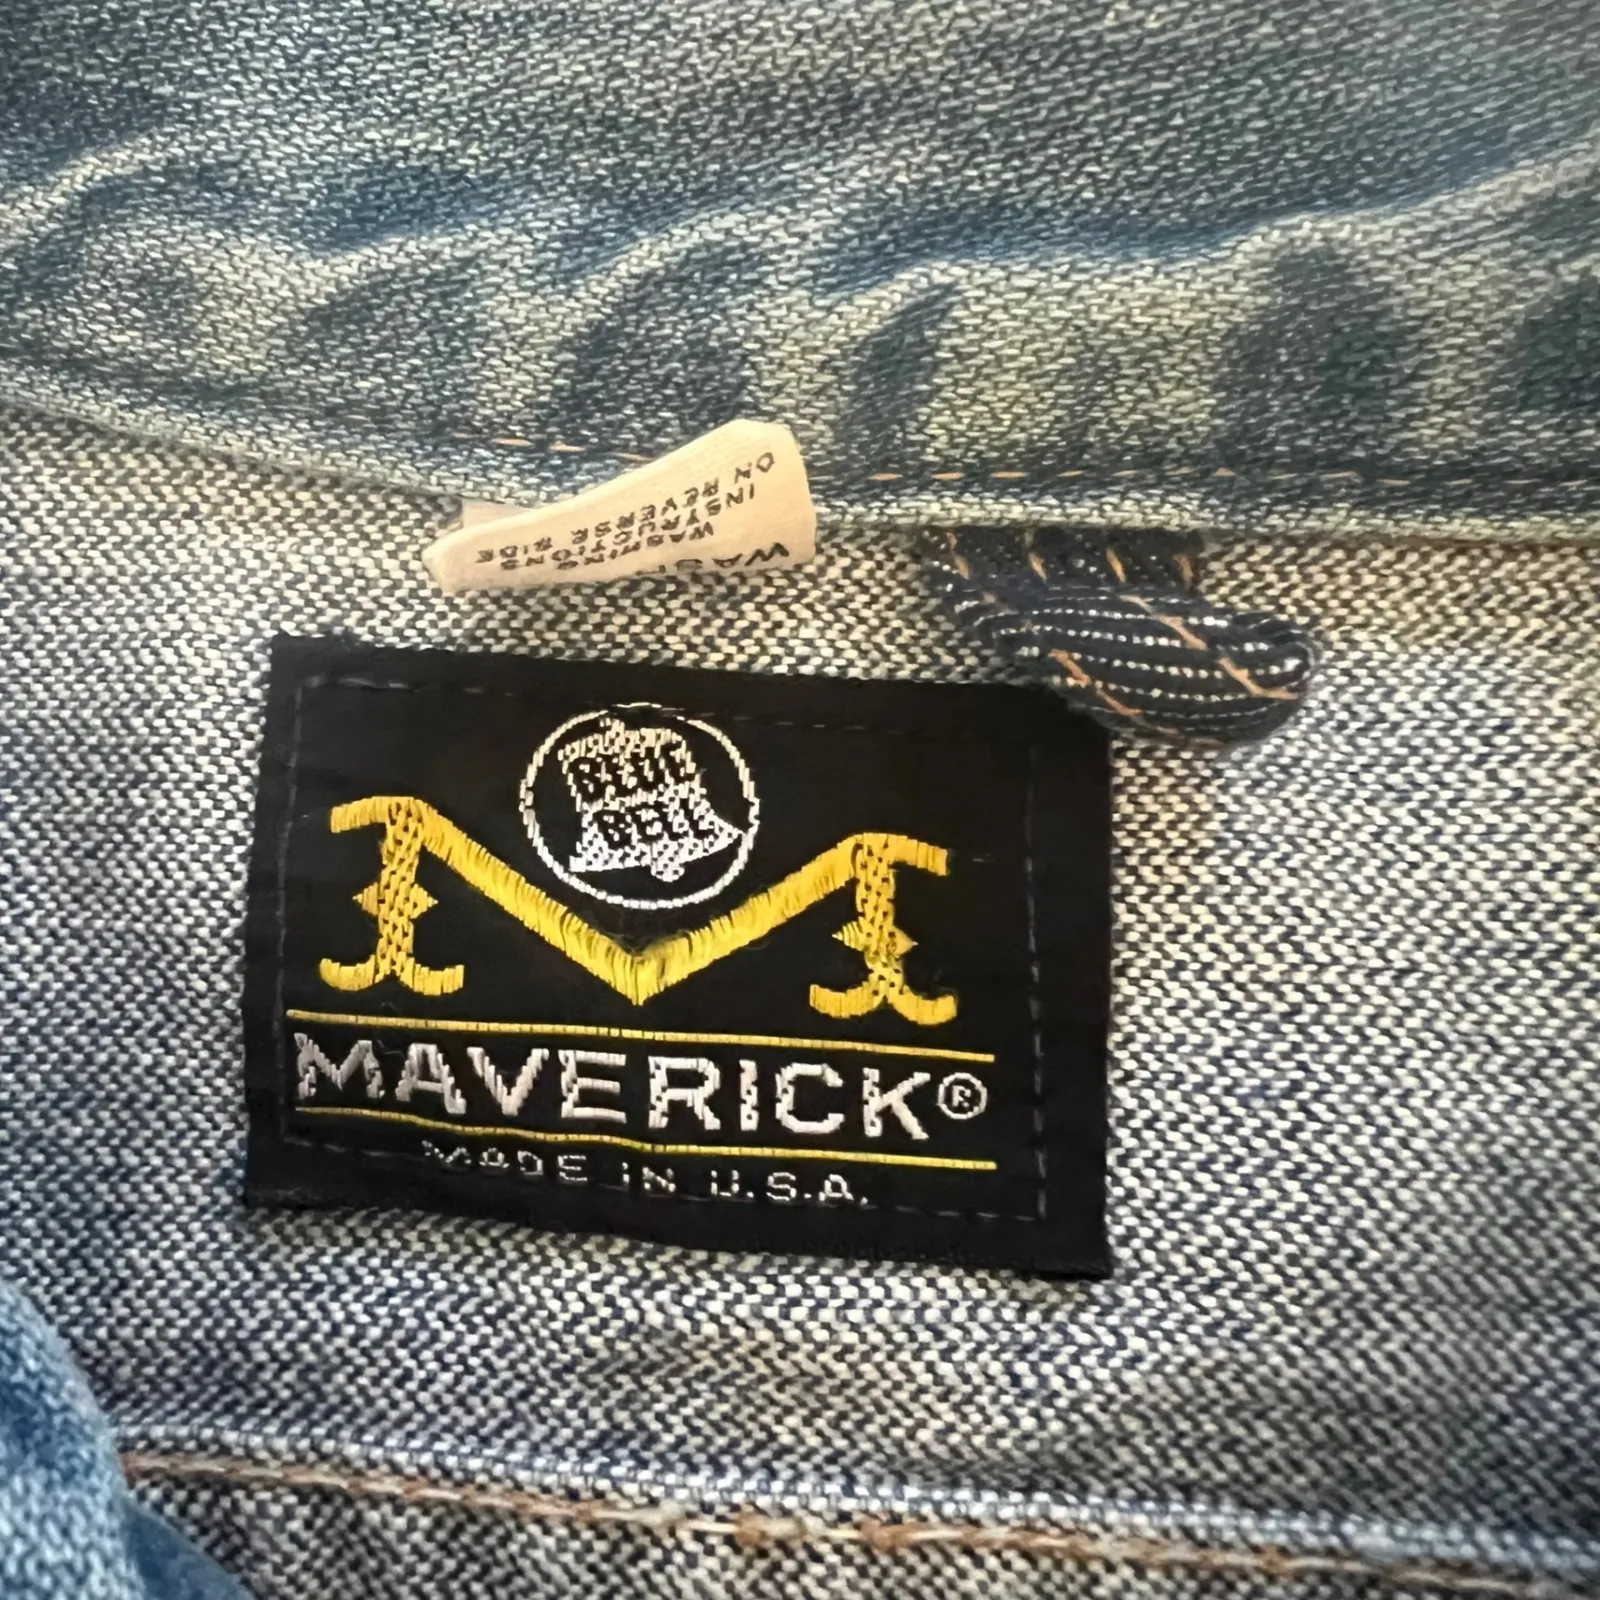 WASHING
INSTRUCTIONS
ON REVERSE SIDE
BLUE
BELL
MAVERICK®
MADE IN U.S.A.